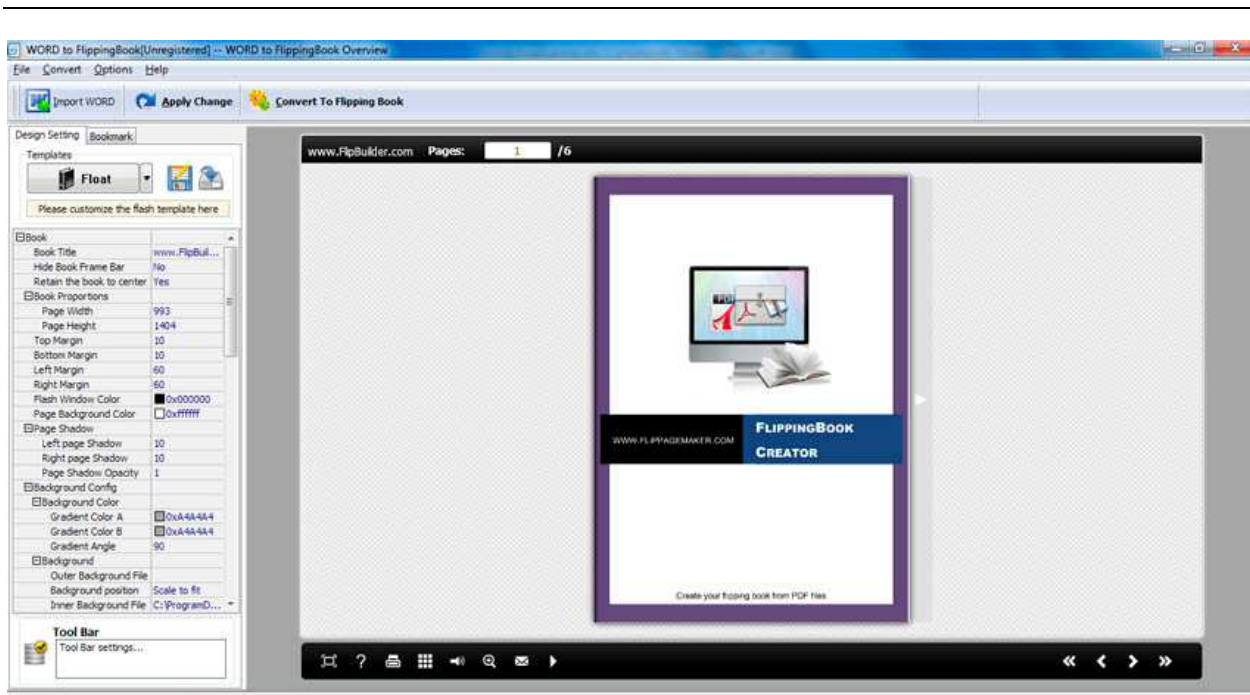 WORD to FlippingBook[Unregistered] -- WORD to FlippingBook Overview
File Convert Options Help
Import WORD Apply Change Convert To Flipping Book
Design Setting Bookmark
Templates
Float
Please customize the flash template here
Book
Book Title www.FlipBuil...
Hide Book Frame Bar No
Retain the book to center Yes
Book Proportions
Page Width 993
Page Height 1404
Top Margin 10
Bottom Margin 10
Left Margin 60
Right Margin 60
Flash Window Color 0x000000
Page Background Color 0xffffff
Page Shadow
Left page Shadow 10
Right page Shadow 10
Page Shadow Opacity 1
Background Config
Background Color
Gradient Color A 0xA4A4A4
Gradient Color B 0xA4A4A4
Gradient Angle 90
Background
Outer Background File
Background position Scale to fit
Inner Background File C:\ProgramD...
Tool Bar
Tool Bar settings...
www.FlipBuilder.com Pages: 1 /6
PDF
WWW.FLIPPAGEMAKER.COM
FLIPPINGBOOK
CREATOR
Create your flipping book from PDF files